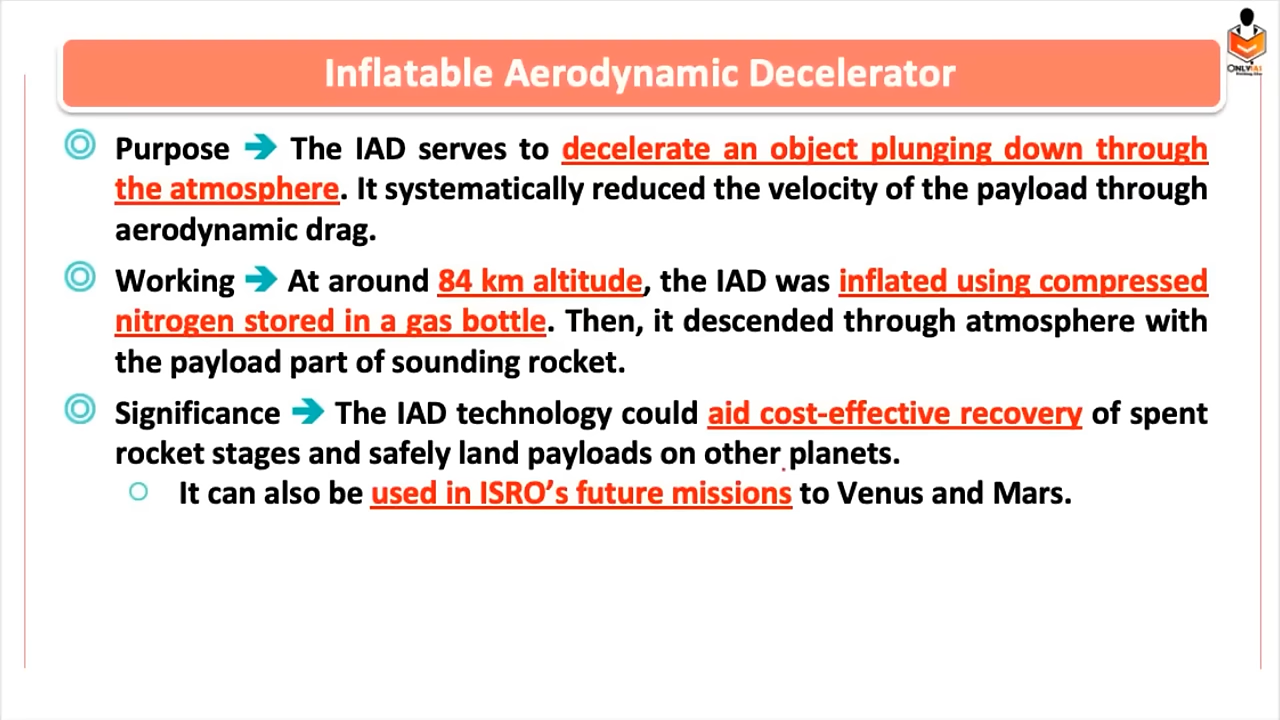 Inflatable Aerodynamic Decelerator
ONLYIAS
Purpose → The IAD serves to decelerate an object plunging down through
the atmosphere. It systematically reduced the velocity of the payload through
aerodynamic drag.
Working → At around 84 km altitude, the IAD was inflated using compressed
nitrogen stored in a gas bottle. Then, it descended through atmosphere with
the payload part of sounding rocket.
Significance → The IAD technology could aid cost-effective recovery of spent
rocket stages and safely land payloads on other planets.
It can also be used in ISRO’s future missions to Venus and Mars.